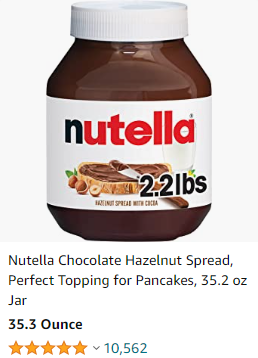 nutella
2.2lbs
HAZELNUT SPREAD WITH COCOA
Nutella Chocolate Hazelnut Spread,
Perfect Topping for Pancakes, 35.2 oz
Jar
35.3 Ounce
10,562